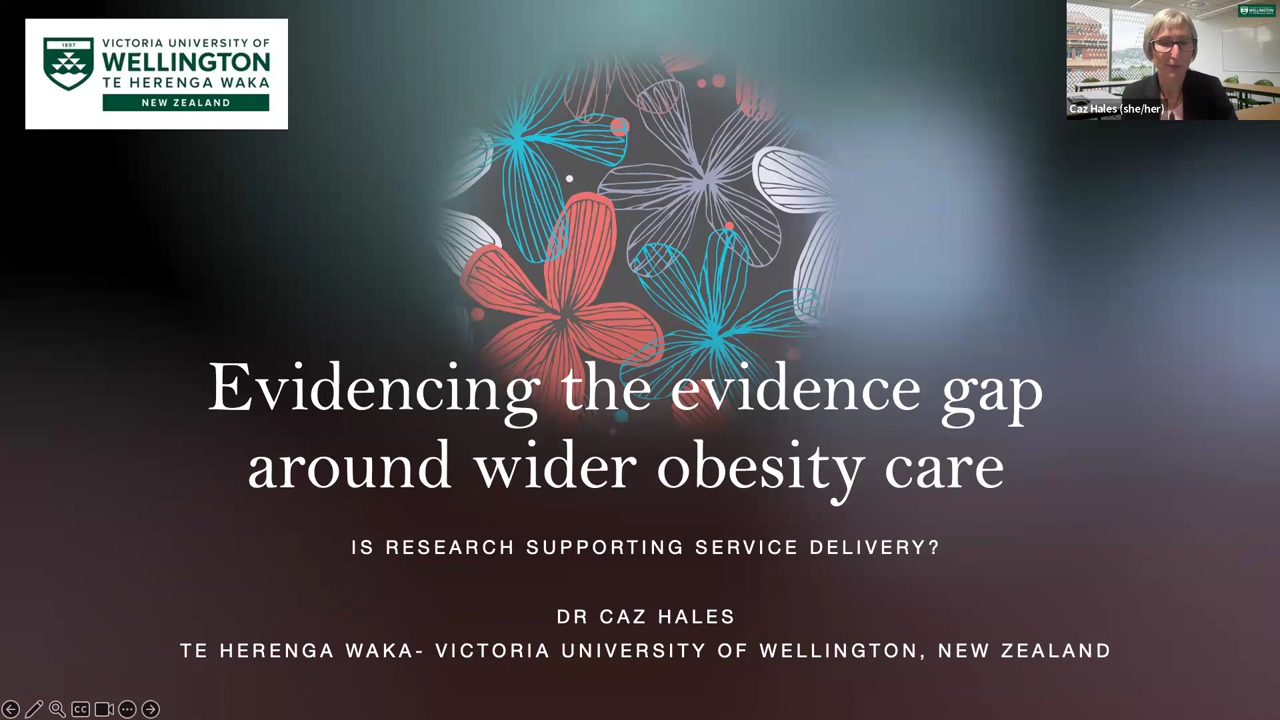 1897
VICTORIA UNIVERSITY OF
WELLINGTON
TE HERENGA WAKA
NEW ZEALAND
WELLINGTON
Caz Hales (she/her)
Evidencing the evidence gap
around wider obesity care
IS RESEARCH SUPPORTING SERVICE DELIVERY?
DR CAZ HALES
TE HERENGA WAKA- VICTORIA UNIVERSITY OF WELLINGTON, NEW ZEALAND
CC